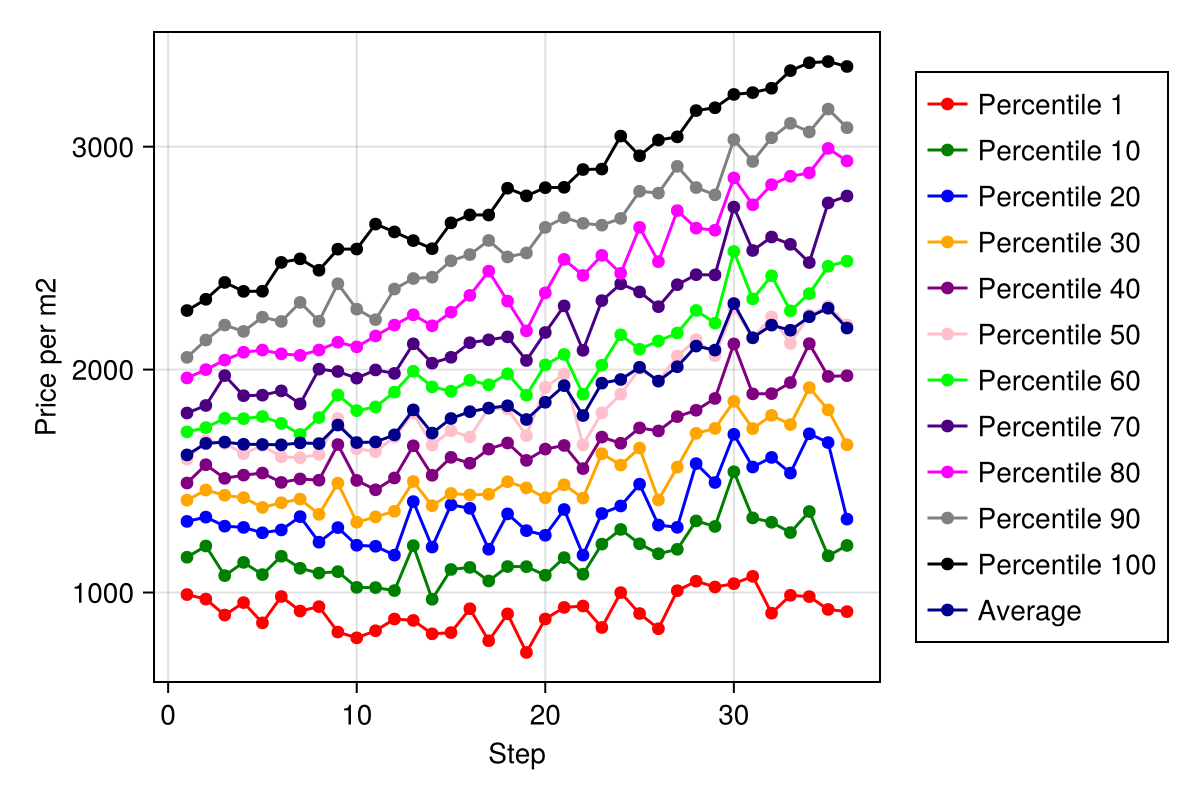 Price per m2
3000
2000
1000
0
10
20
30
Step
Percentile 1
Percentile 10
Percentile 20
Percentile 30
Percentile 40
Percentile 50
Percentile 60
Percentile 70
Percentile 80
Percentile 90
Percentile 100
Average